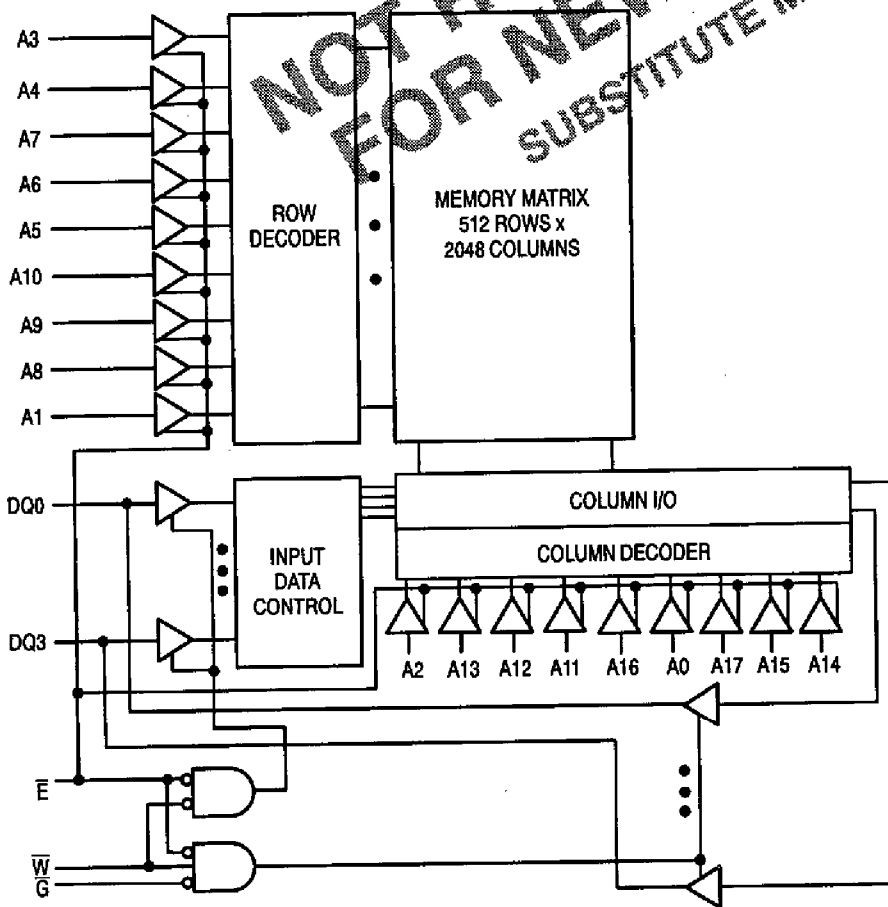 NOT
FOR NEW
SUBSTITUTE
A3
A4
A7
A6
A5
A10
A9
A8
A1
ROW
DECODER
MEMORY MATRIX
512 ROWS x
2048 COLUMNS
DQ0
DQ3
INPUT
DATA
CONTROL
COLUMN I/O
COLUMN DECODER
A2 A13 A12 A11 A16 A0 A17 A15 A14
E̅
W̅
G̅